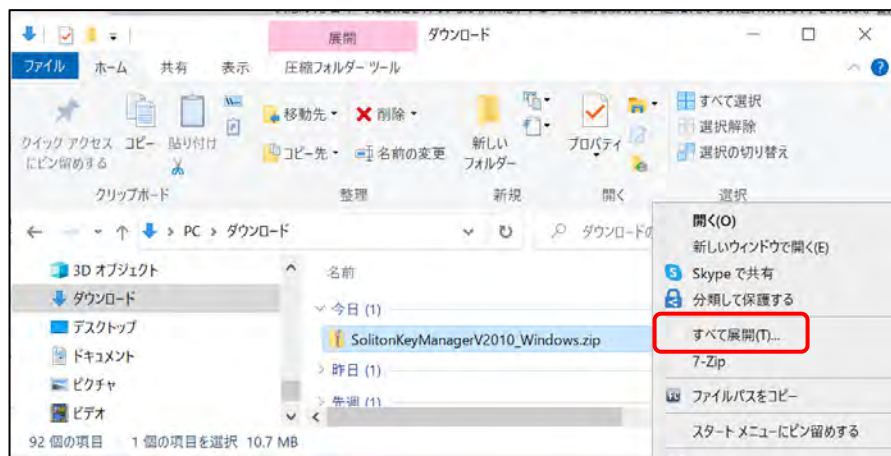 展開
ダウンロード
ファイル ホーム 共有 表示 圧縮フォルダー ツール
クイック アクセス
にピン留めする
コピー
貼り付け
クリップボード
移動先
削除
コピー先
名前の変更
整理
新しい
フォルダー
新規
プロパティ
開く
すべて選択
選択解除
選択の切り替え
選択
PC > ダウンロード
ダウンロードの
3D オブジェクト
ダウンロード
デスクトップ
ドキュメント
ピクチャ
ビデオ
名前
今日 (1)
SolitonKeyManagerV2010_Windows.zip
昨日 (1)
先週 (1)
92 個の項目 1 個の項目を選択 10.7 MB
開く(O)
新しいウィンドウで開く(E)
Skype で共有
分類して保護する
すべて展開(T)...
7-Zip
ファイルパスをコピー
スタート メニューにピン留めする